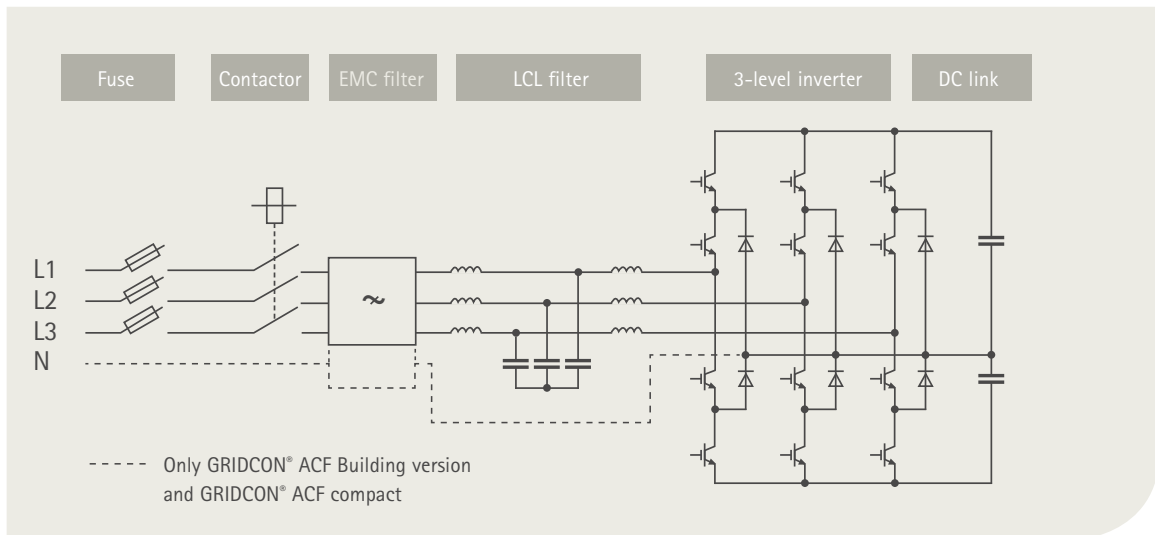 Fuse
Contactor
EMC filter
LCL filter
3-level inverter
DC link
L1
L2
L3
N
~
Only GRIDCON® ACF Building version
and GRIDCON® ACF compact